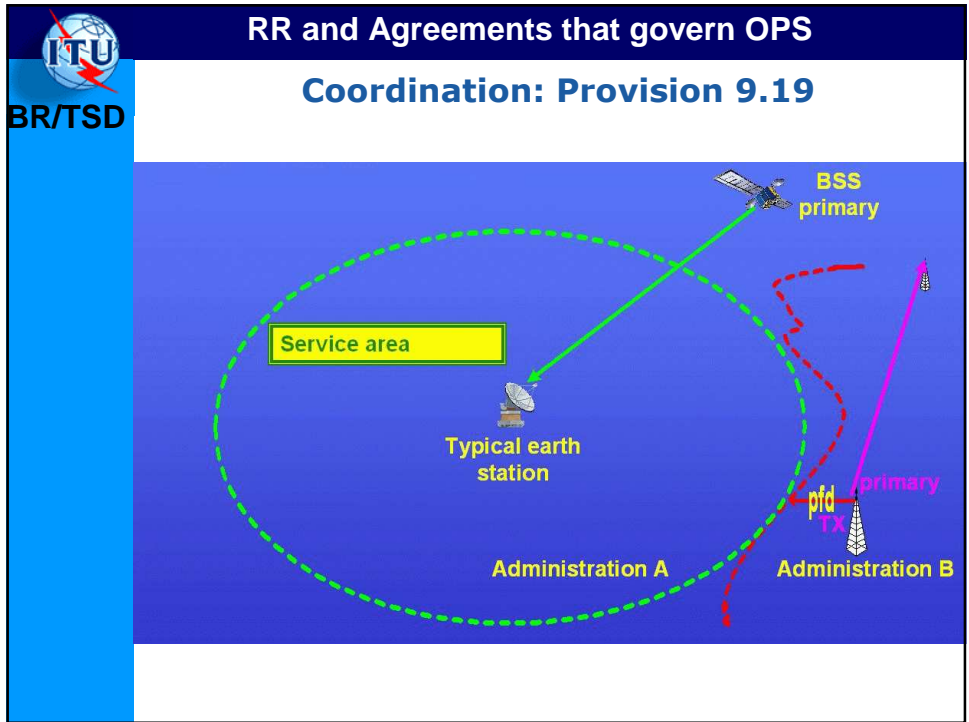 RR and Agreements that govern OPS
ITU
BR/TSD
Coordination: Provision 9.19
BSS
primary
Service area
Typical earth
station
primary
pfd
TX
Administration A
Administration B